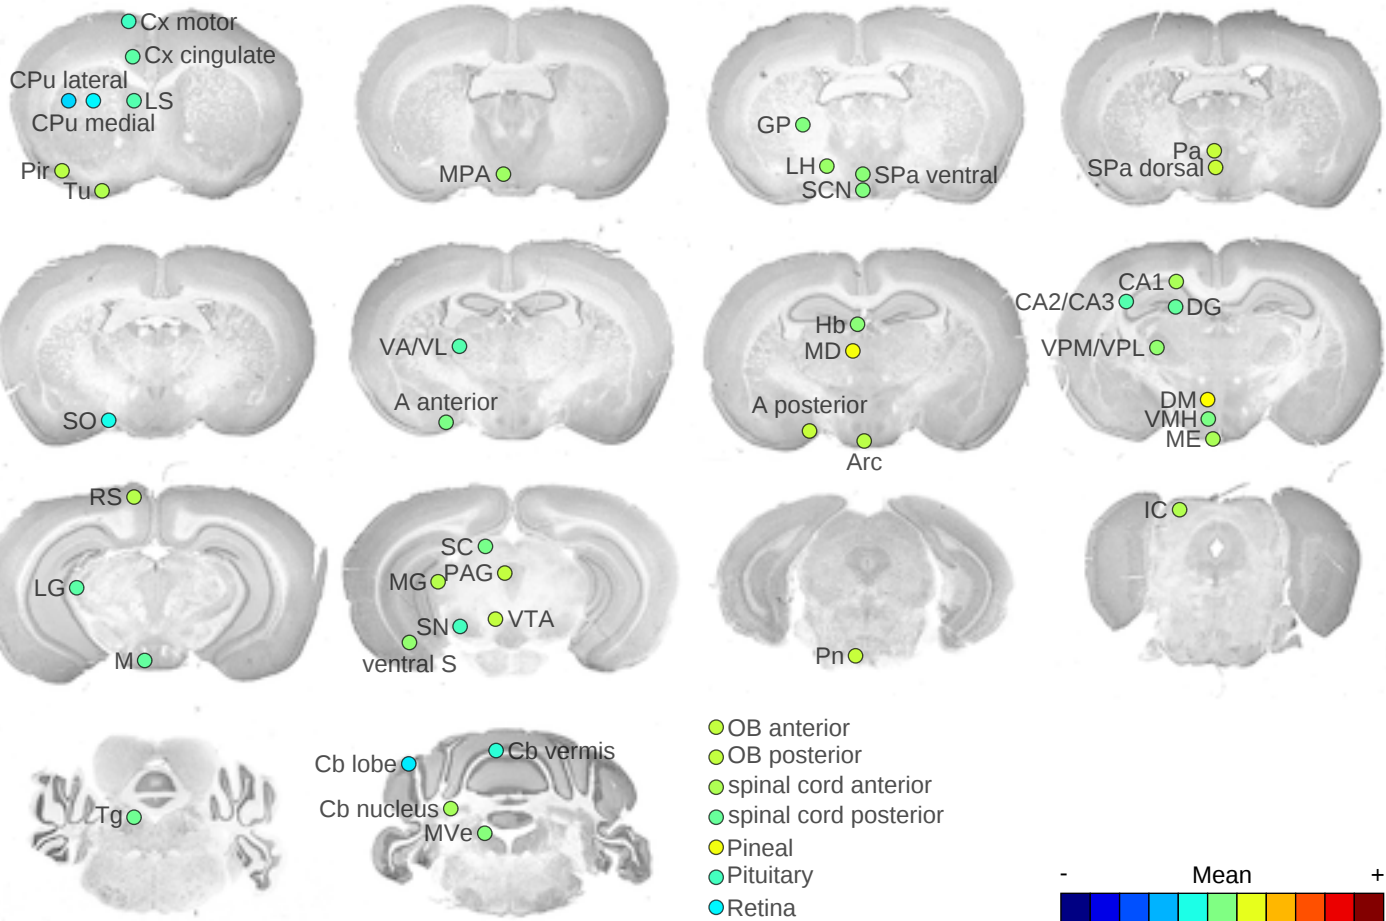 Cx motor
Cx cingulate
CPu lateral
LS
CPu medial
Pir
Tu
MPA
GP
LH
SPa ventral
SCN
Pa
SPa dorsal
SO
VA/VL
A anterior
Hb
MD
A posterior
Arc
CA1
CA2/CA3
DG
VPM/VPL
DM
VMH
ME
RS
LG
M
SC
MG
PAG
SN
VTA
ventral S
Pn
IC
Tg
Cb lobe
Cb vermis
Cb nucleus
MVe
OB anterior
OB posterior
spinal cord anterior
spinal cord posterior
Pineal
Pituitary
Retina
- Mean +